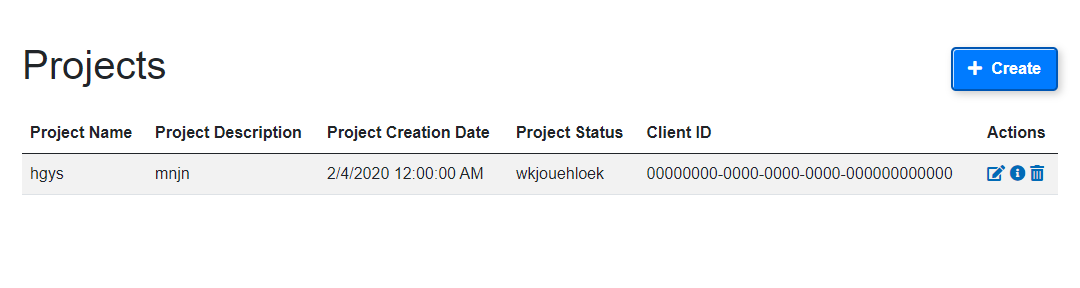 Projects
Create
Project Name Project Description Project Creation Date Project Status Client ID Actions
hgys mnjn 2/4/2020 12:00:00 AM wkjouehloek 00000000-0000-0000-0000-000000000000